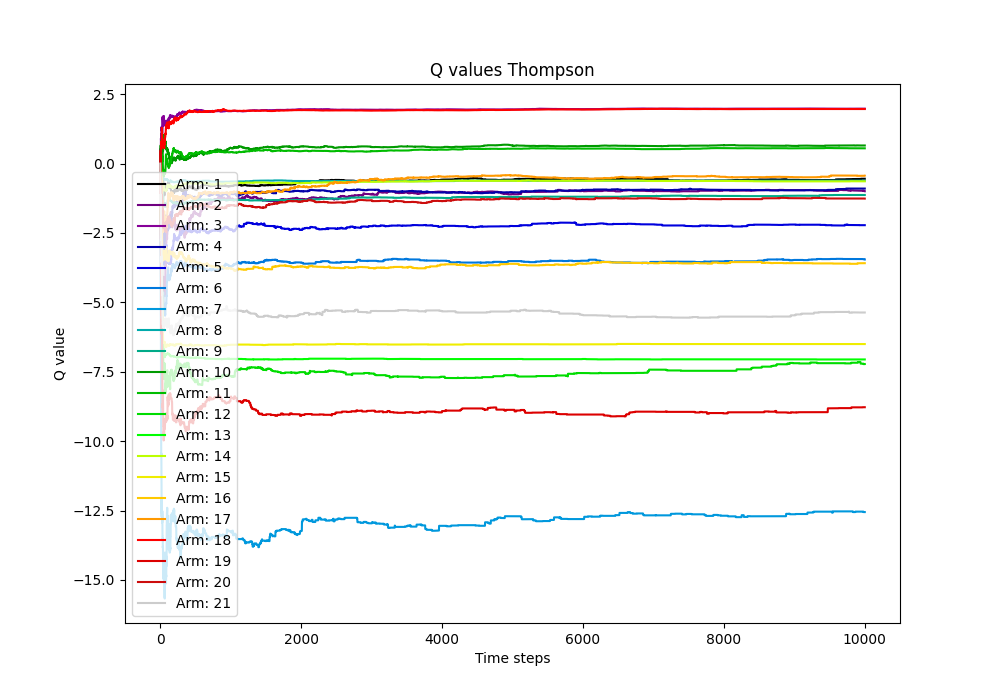 Q values Thompson
2.5
0.0
−2.5
−5.0
−7.5
−10.0
−12.5
−15.0
Q value
Arm: 1
Arm: 2
Arm: 3
Arm: 4
Arm: 5
Arm: 6
Arm: 7
Arm: 8
Arm: 9
Arm: 10
Arm: 11
Arm: 12
Arm: 13
Arm: 14
Arm: 15
Arm: 16
Arm: 17
Arm: 18
Arm: 19
Arm: 20
Arm: 21
0 2000 4000 6000 8000 10000
Time steps